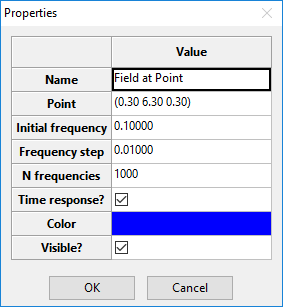 Properties
Value
Name Field at Point
Point (0.30 6.30 0.30)
Initial frequency 0.10000
Frequency step 0.01000
N frequencies 1000
Time response?
Color
Visible?
OK Cancel